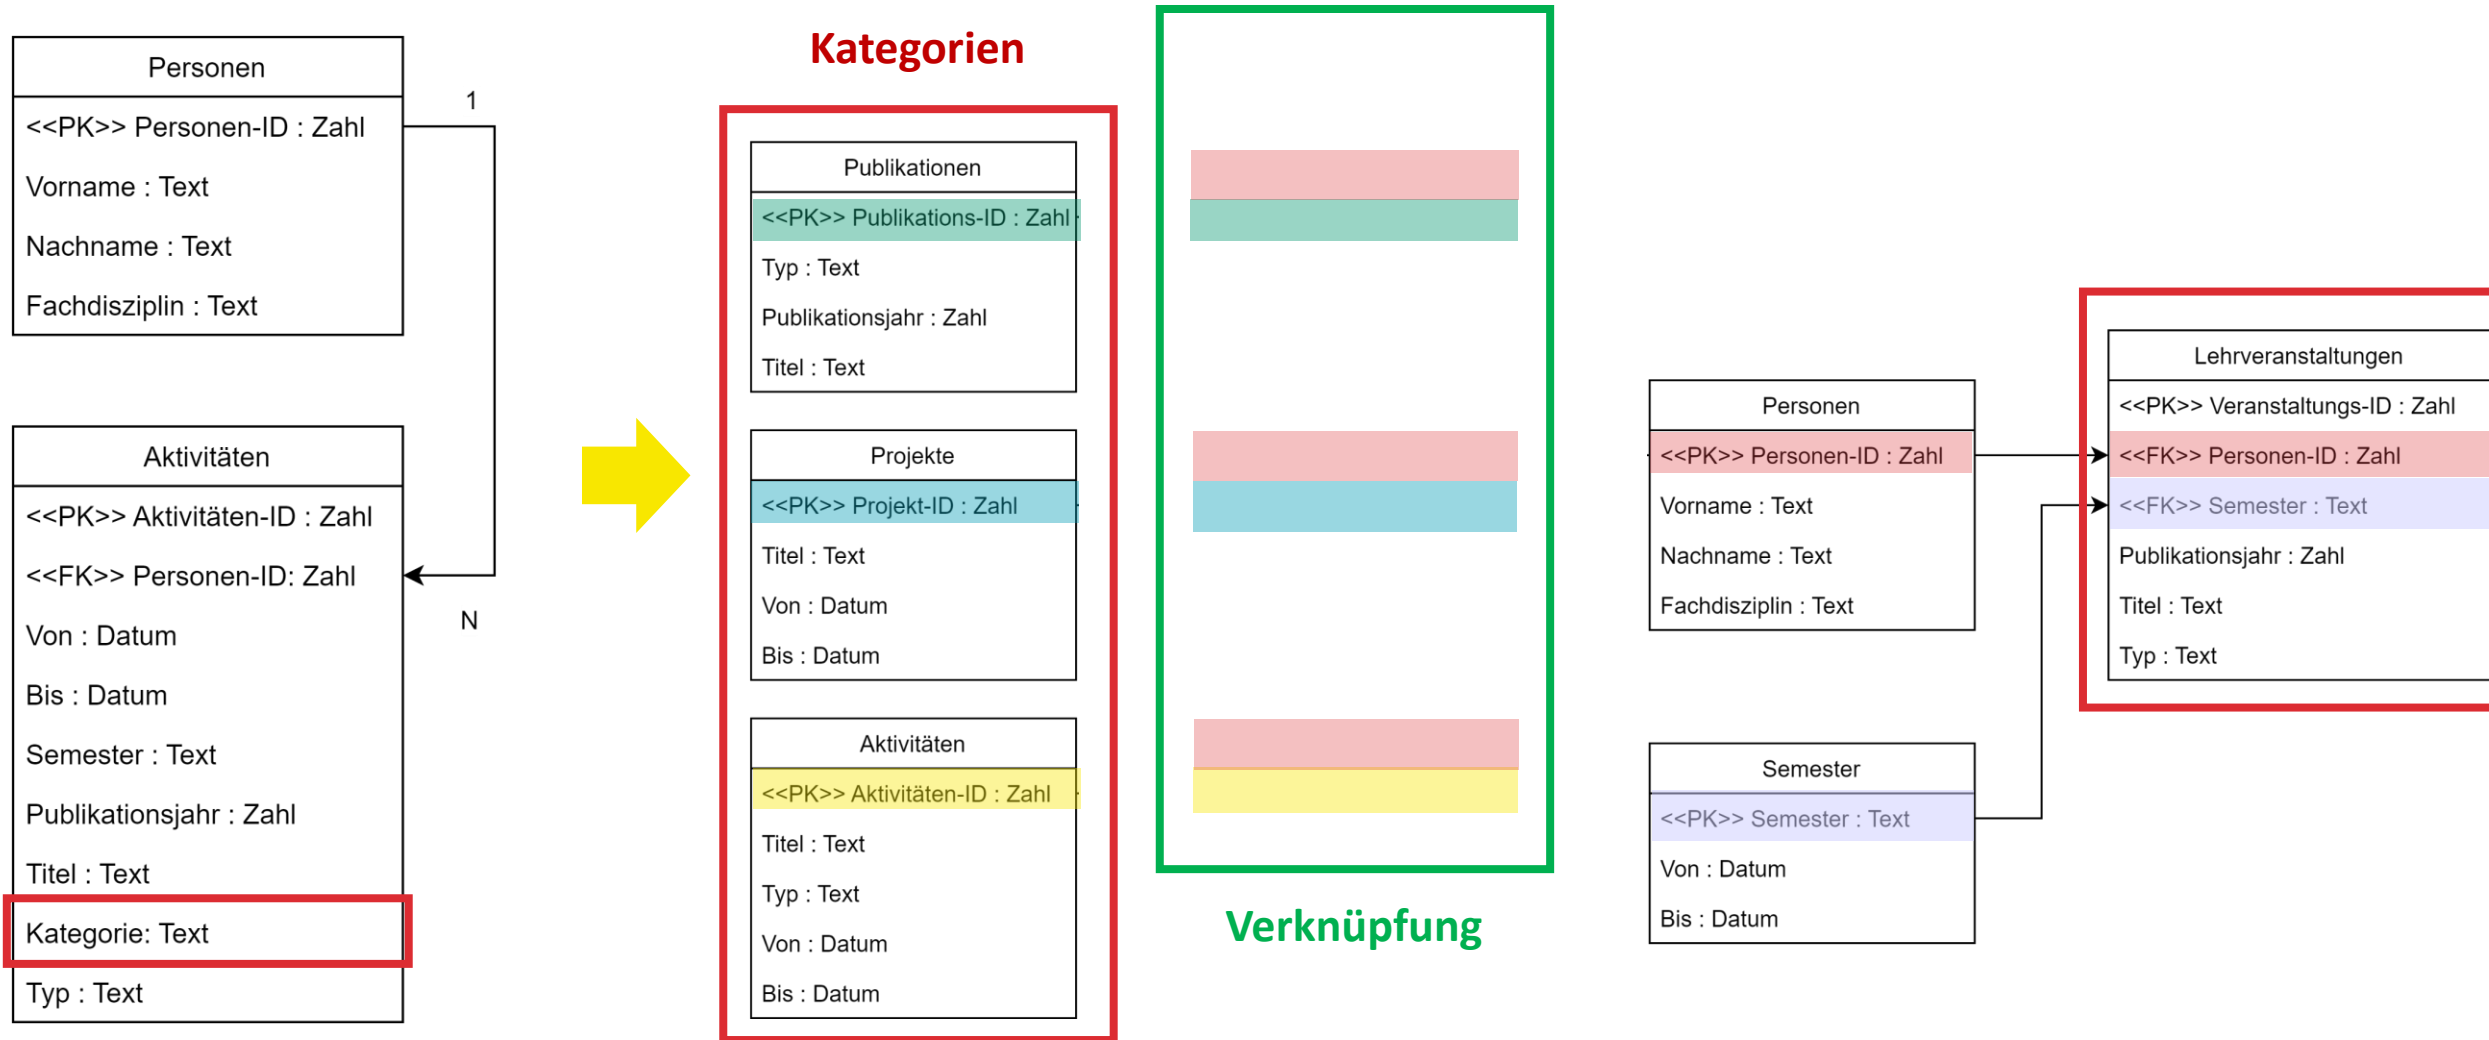 Personen
<<PK>> Personen-ID : Zahl
Vorname : Text
Nachname : Text
Fachdisziplin : Text
1
N
Aktivitäten
<<PK>> Aktivitäten-ID : Zahl
<<FK>> Personen-ID: Zahl
Von : Datum
Bis : Datum
Semester : Text
Publikationsjahr : Zahl
Titel : Text
Kategorie: Text
Typ : Text
Kategorien
Publikationen
<<PK>> Publikations-ID : Zahl
Typ : Text
Publikationsjahr : Zahl
Titel : Text
Projekte
<<PK>> Projekt-ID : Zahl
Titel : Text
Von : Datum
Bis : Datum
Aktivitäten
<<PK>> Aktivitäten-ID : Zahl
Titel : Text
Typ : Text
Von : Datum
Bis : Datum
Verknüpfung
Personen
<<PK>> Personen-ID : Zahl
Vorname : Text
Nachname : Text
Fachdisziplin : Text
Semester
<<PK>> Semester : Text
Von : Datum
Bis : Datum
Lehrveranstaltungen
<<PK>> Veranstaltungs-ID : Zahl
<<FK>> Personen-ID : Zahl
<<FK>> Semester : Text
Publikationsjahr : Zahl
Titel : Text
Typ : Text